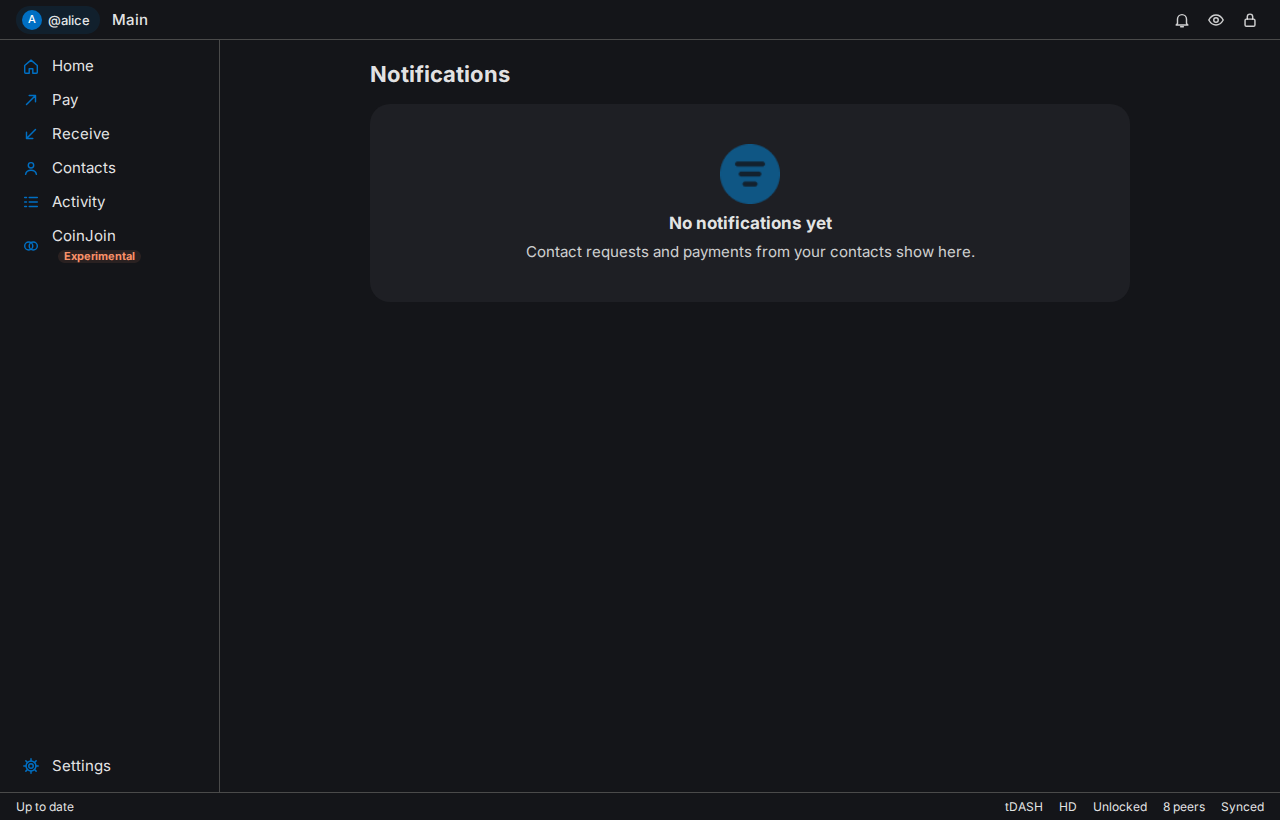 A @alice Main
Home
Pay
Receive
Contacts
Activity
CoinJoin
Experimental
Settings
Notifications
No notifications yet
Contact requests and payments from your contacts show here.
Up to date
tDASH HD Unlocked 8 peers Synced